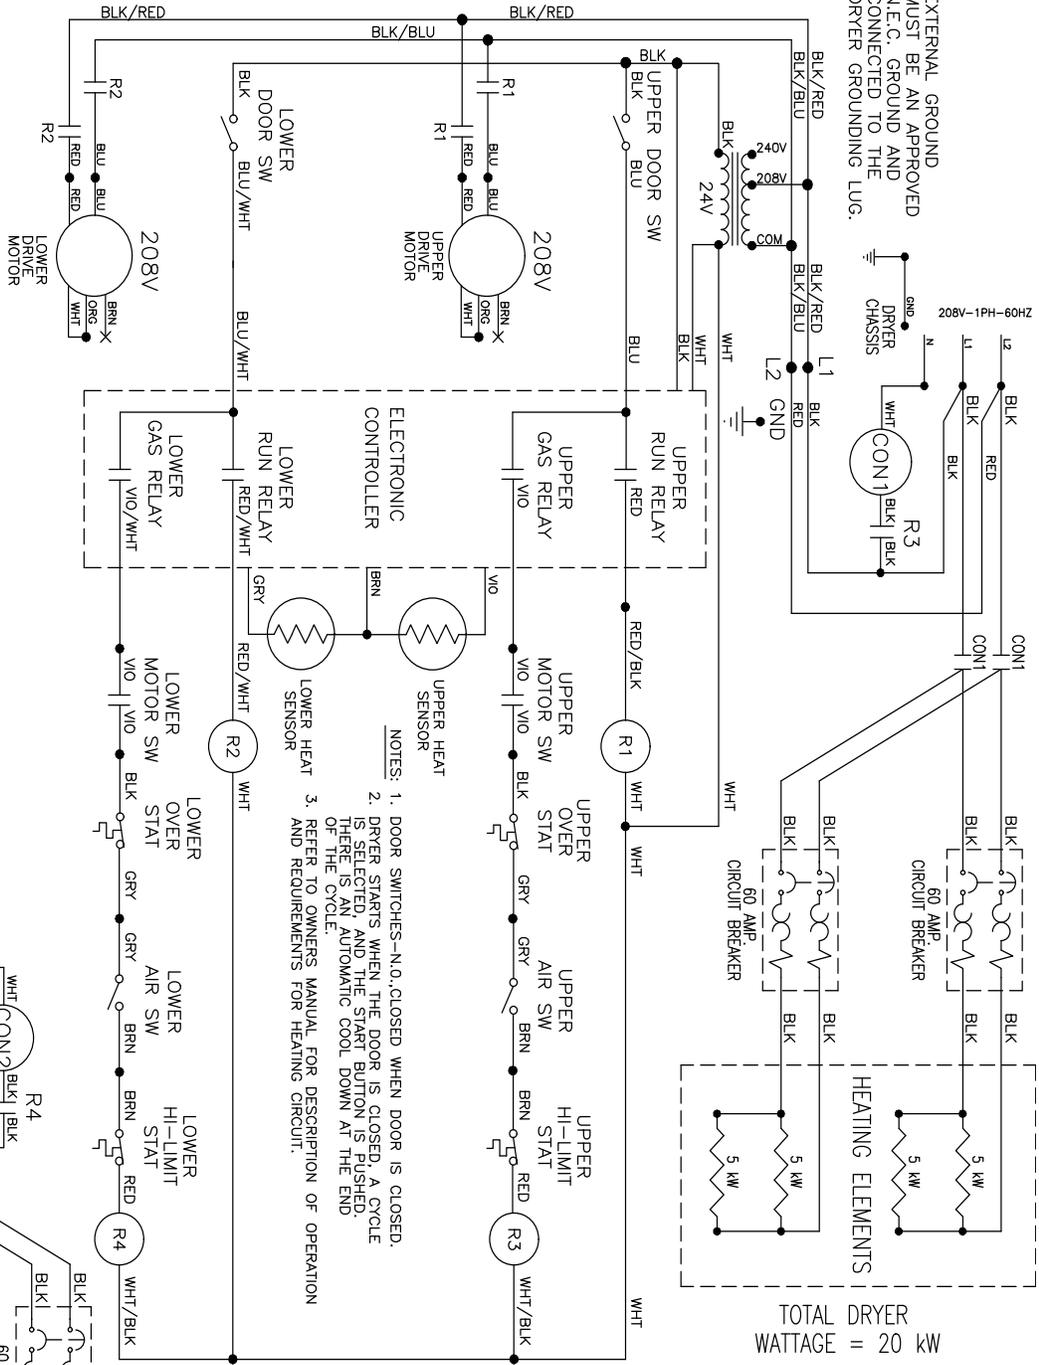 EXTERNAL GROUND
MUST BE AN APPROVED
N.E.C. GROUND AND
CONNECTED TO THE
DRYER GROUNDING LUG.
208V-1PH-60HZ
L2
L1
N
GND
DRYER
CHASSIS
BLK
BLK
RED
BLK
WHT
CON1
BLK
BLK
R3
CON1
CON1
BLK
BLK
60 AMP.
CIRCUIT BREAKER
BLK
BLK
BLK
BLK
60 AMP.
CIRCUIT BREAKER
BLK
BLK
HEATING ELEMENTS
5 kW
5 kW
5 kW
5 kW
TOTAL DRYER
WATTAGE = 20 kW
BLK/RED
BLK/BLU
BLK/RED
BLK/BLU
L1
L2
BLK
RED
GND
240V
208V
COM
24V
BLK
BLK
WHT
WHT
BLK
WHT
BLK/RED
BLK/RED
BLK/BLU
BLK
UPPER DOOR SW
BLU
BLU
UPPER
RUN RELAY
RED
RED/BLK
R1
WHT
WHT
WHT
R1
R1
BLU
BLU
RED
RED
208V
UPPER
DRIVE
MOTOR
BRN
ORG
WHT
UPPER
GAS RELAY
VIO
UPPER
MOTOR SW
VIO
VIO
BLK
UPPER
OVER
STAT
GRY
GRY
UPPER
AIR SW
BRN
BRN
UPPER
HI-LIMIT
STAT
RED
R3
WHT/BLK
ELECTRONIC
CONTROLLER
VIO
BRN
GRY
UPPER HEAT
SENSOR
LOWER HEAT
SENSOR
NOTES: 1. DOOR SWITCHES-N.O.,CLOSED WHEN DOOR IS CLOSED.
2. DRYER STARTS WHEN THE DOOR IS CLOSED, A CYCLE
IS SELECTED, AND THE START BUTTON IS PUSHED.
THERE IS AN AUTOMATIC COOL DOWN AT THE END
OF THE CYCLE.
3. REFER TO OWNERS MANUAL FOR DESCRIPTION OF OPERATION
AND REQUIREMENTS FOR HEATING CIRCUIT.
LOWER
DOOR SW
BLK
BLU/WHT
BLU/WHT
LOWER
RUN RELAY
RED/WHT
RED/WHT
R2
WHT
R2
R2
BLU
BLU
RED
RED
208V
LOWER
DRIVE
MOTOR
BRN
ORG
WHT
LOWER
GAS RELAY
VIO/WHT
LOWER
MOTOR SW
VIO
VIO
BLK
LOWER
OVER
STAT
GRY
GRY
LOWER
AIR SW
BRN
BRN
LOWER
HI-LIMIT
STAT
RED
R4
WHT/BLK
WHT
CON2
BLK
BLK
R4
BLK
BLK
60